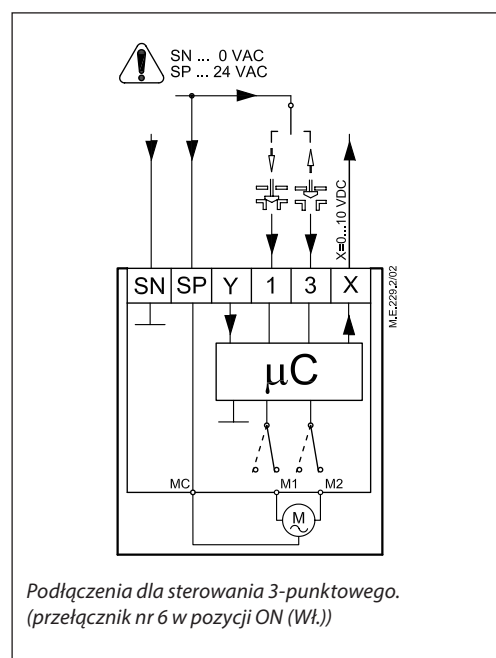 SN ... 0 VAC
SP ... 24 VAC
X=0...10 VDC
SN SP Y 1 3 X
M.E.229.2/02
µC
MC M1 M2
M
Podłączenia dla sterowania 3-punktowego.
(przełącznik nr 6 w pozycji ON (Wł.))